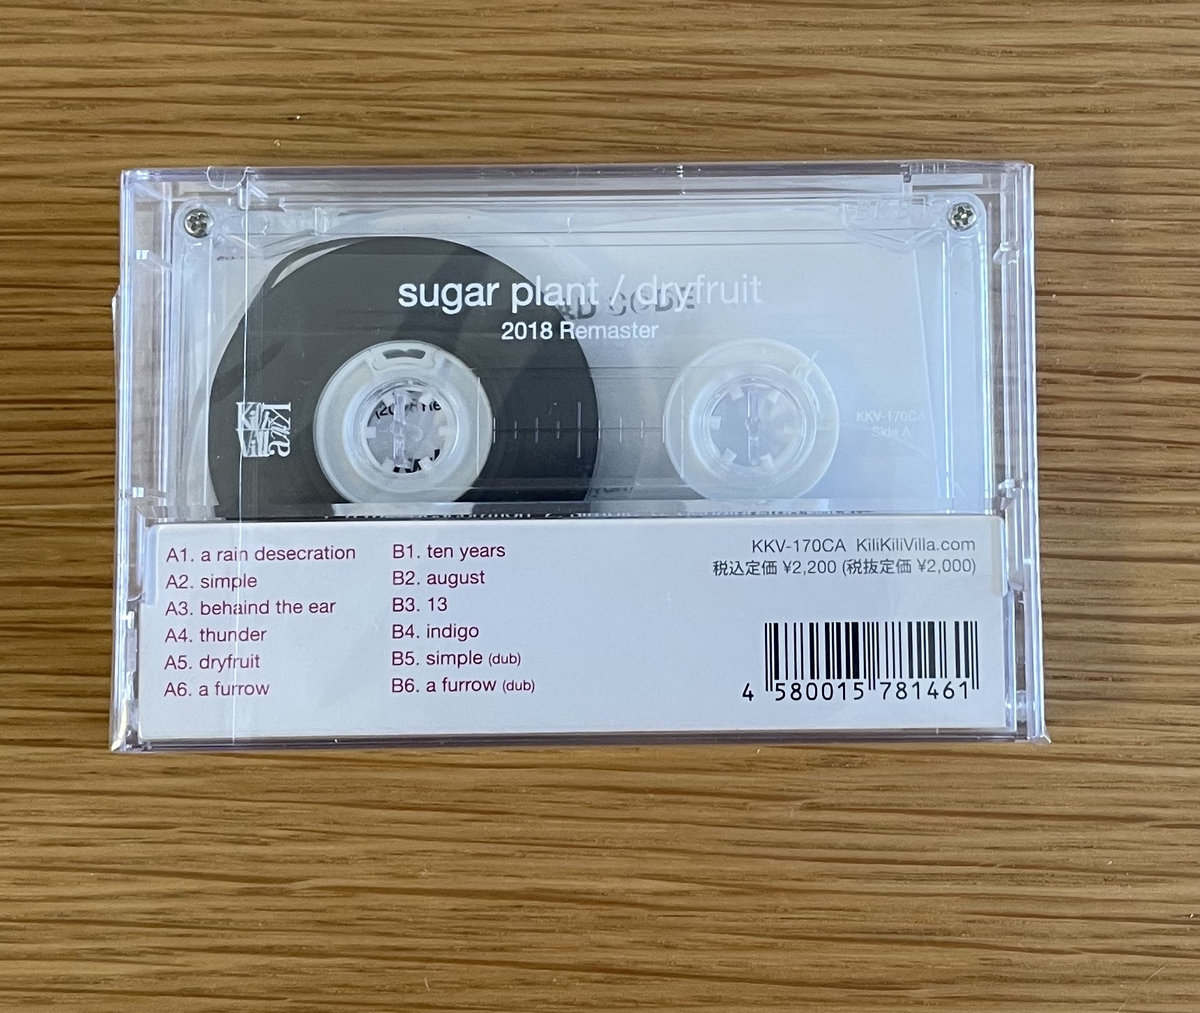 sugar plant / dryfruit
2018 Remaster
KiliKiliVilla
KKV-170CA
Side A
A1. a rain desecration
A2. simple
A3. behaind the ear
A4. thunder
A5. dryfruit
A6. a furrow
B1. ten years
B2. august
B3. 13
B4. indigo
B5. simple (dub)
B6. a furrow (dub)
KKV-170CA KiliKiliVilla.com
税込定価 ¥2,200 (税抜定価 ¥2,000)
4 580015 781461